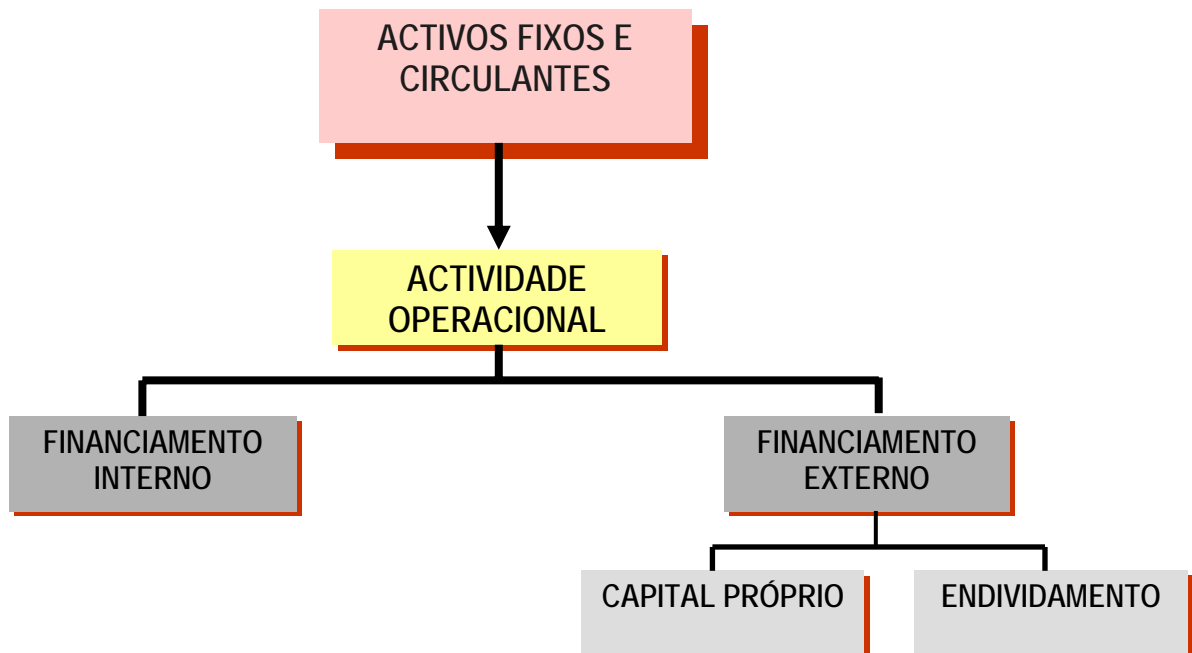 ACTIVOS FIXOS E
CIRCULANTES
ACTIVIDADE
OPERACIONAL
FINANCIAMENTO
INTERNO
FINANCIAMENTO
EXTERNO
CAPITAL PRÓPRIO
ENDIVIDAMENTO